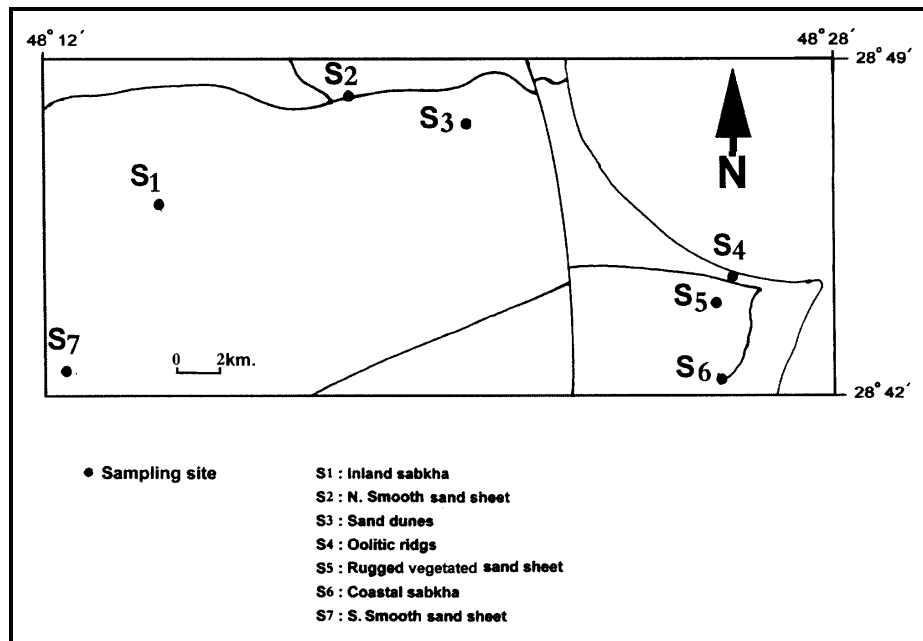 48° 12´ 48° 28´
28° 49
S2
S3
N
S1
S4
S5
S7
0 2km.
S6
28° 42
Sampling site
S1 : Inland sabkha
S2 : N. Smooth sand sheet
S3 : Sand dunes
S4 : Oolitic ridgs
S5 : Rugged vegetated sand sheet
S6 : Coastal sabkha
S7 : S. Smooth sand sheet